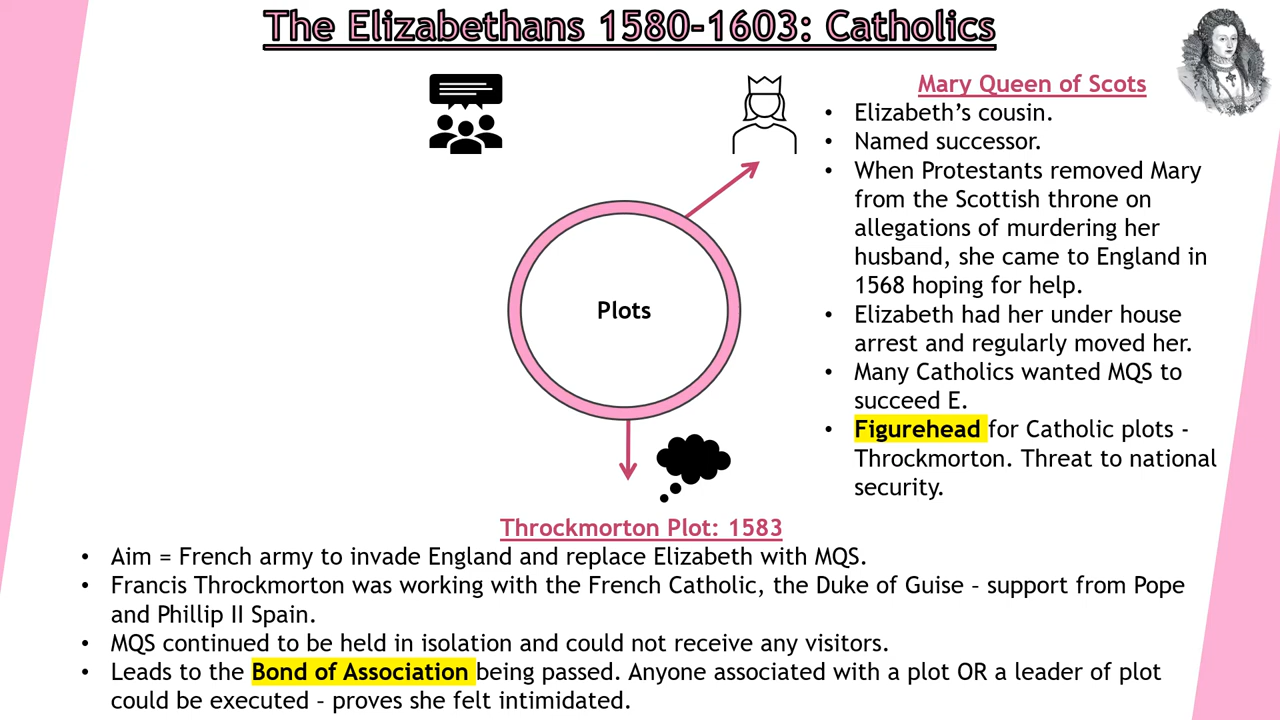 The Elizabethans 1580-1603: Catholics
Mary Queen of Scots
• Elizabeth’s cousin.
• Named successor.
• When Protestants removed Mary
from the Scottish throne on
allegations of murdering her
husband, she came to England in
1568 hoping for help.
• Elizabeth had her under house
arrest and regularly moved her.
• Many Catholics wanted MQS to
succeed E.
• Figurehead for Catholic plots -
Throckmorton. Threat to national
security.
Plots
Throckmorton Plot: 1583
• Aim = French army to invade England and replace Elizabeth with MQS.
• Francis Throckmorton was working with the French Catholic, the Duke of Guise – support from Pope
and Phillip II Spain.
• MQS continued to be held in isolation and could not receive any visitors.
• Leads to the Bond of Association being passed. Anyone associated with a plot OR a leader of plot
could be executed – proves she felt intimidated.